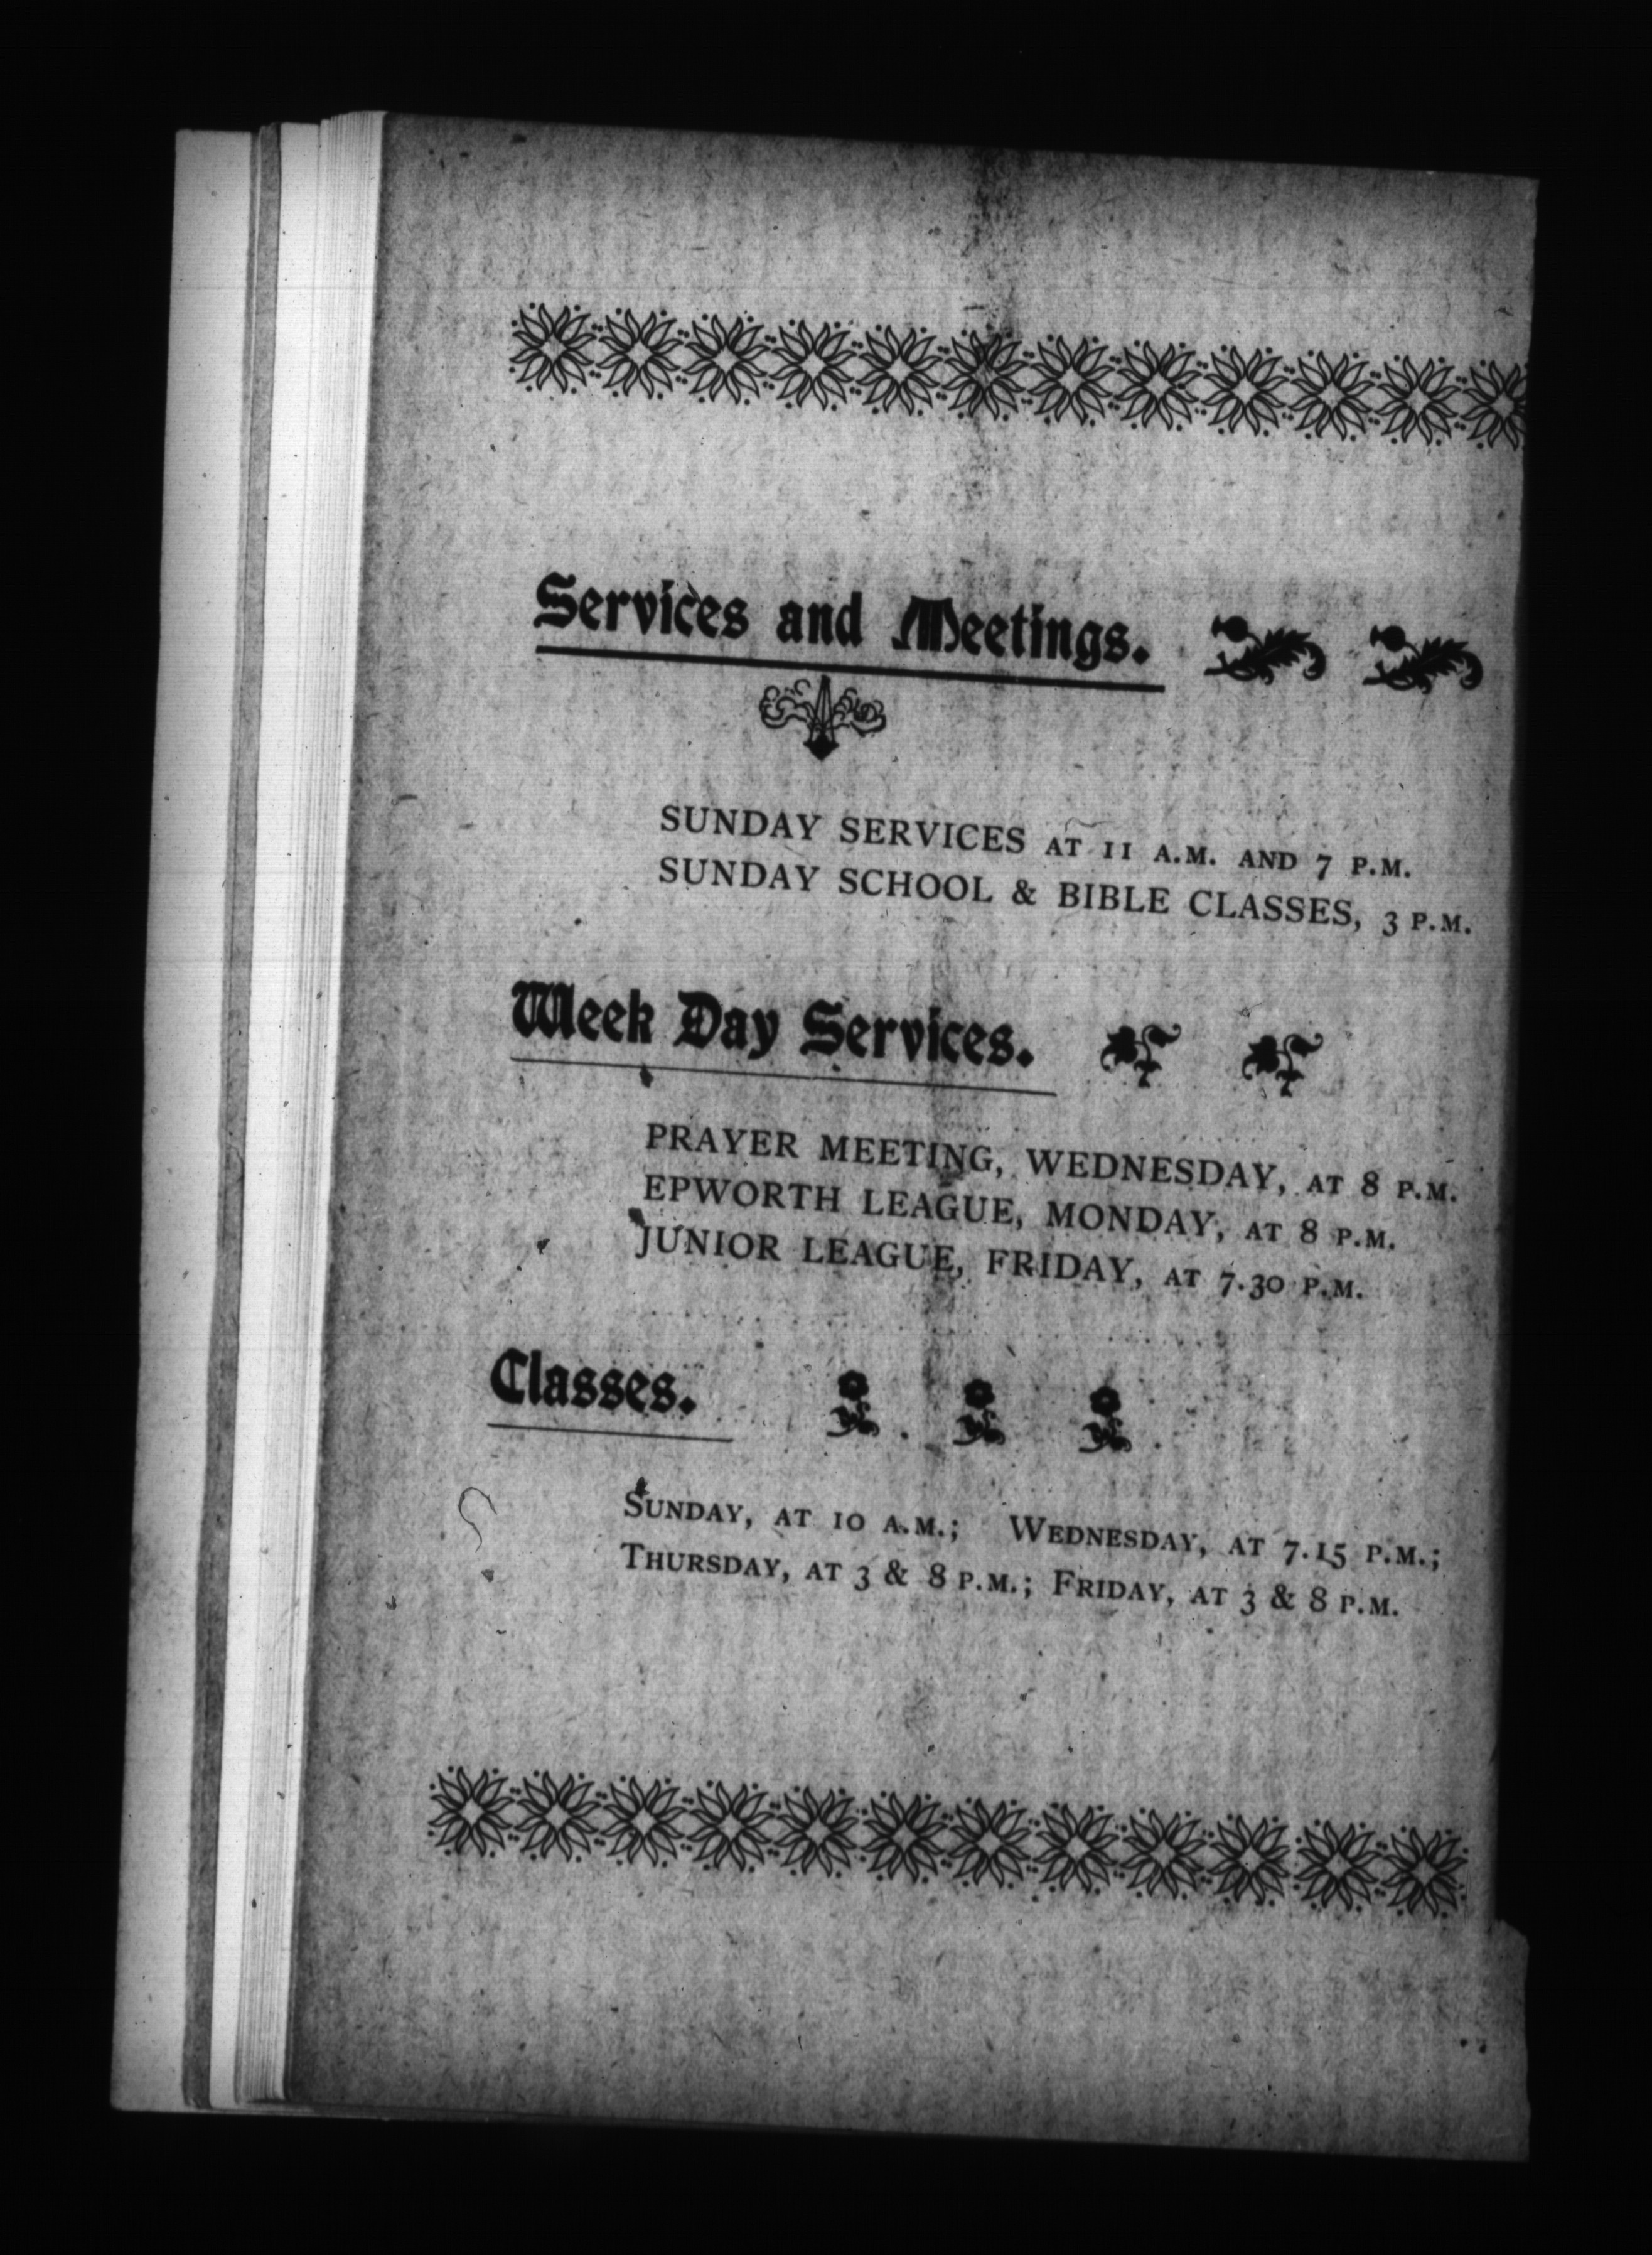 Services and Meetings.
SUNDAY SERVICES AT 11 A.M. AND 7 P.M.
SUNDAY SCHOOL & BIBLE CLASSES, 3 P.M.
Week Day Services.
PRAYER MEETING, WEDNESDAY, AT 8 P.M.
EPWORTH LEAGUE, MONDAY, AT 8 P.M.
JUNIOR LEAGUE, FRIDAY, AT 7.30 P.M.
Classes.
SUNDAY, AT 10 A.M.; WEDNESDAY, AT 7.15 P.M.;
THURSDAY, AT 3 & 8 P.M.; FRIDAY, AT 3 & 8 P.M.